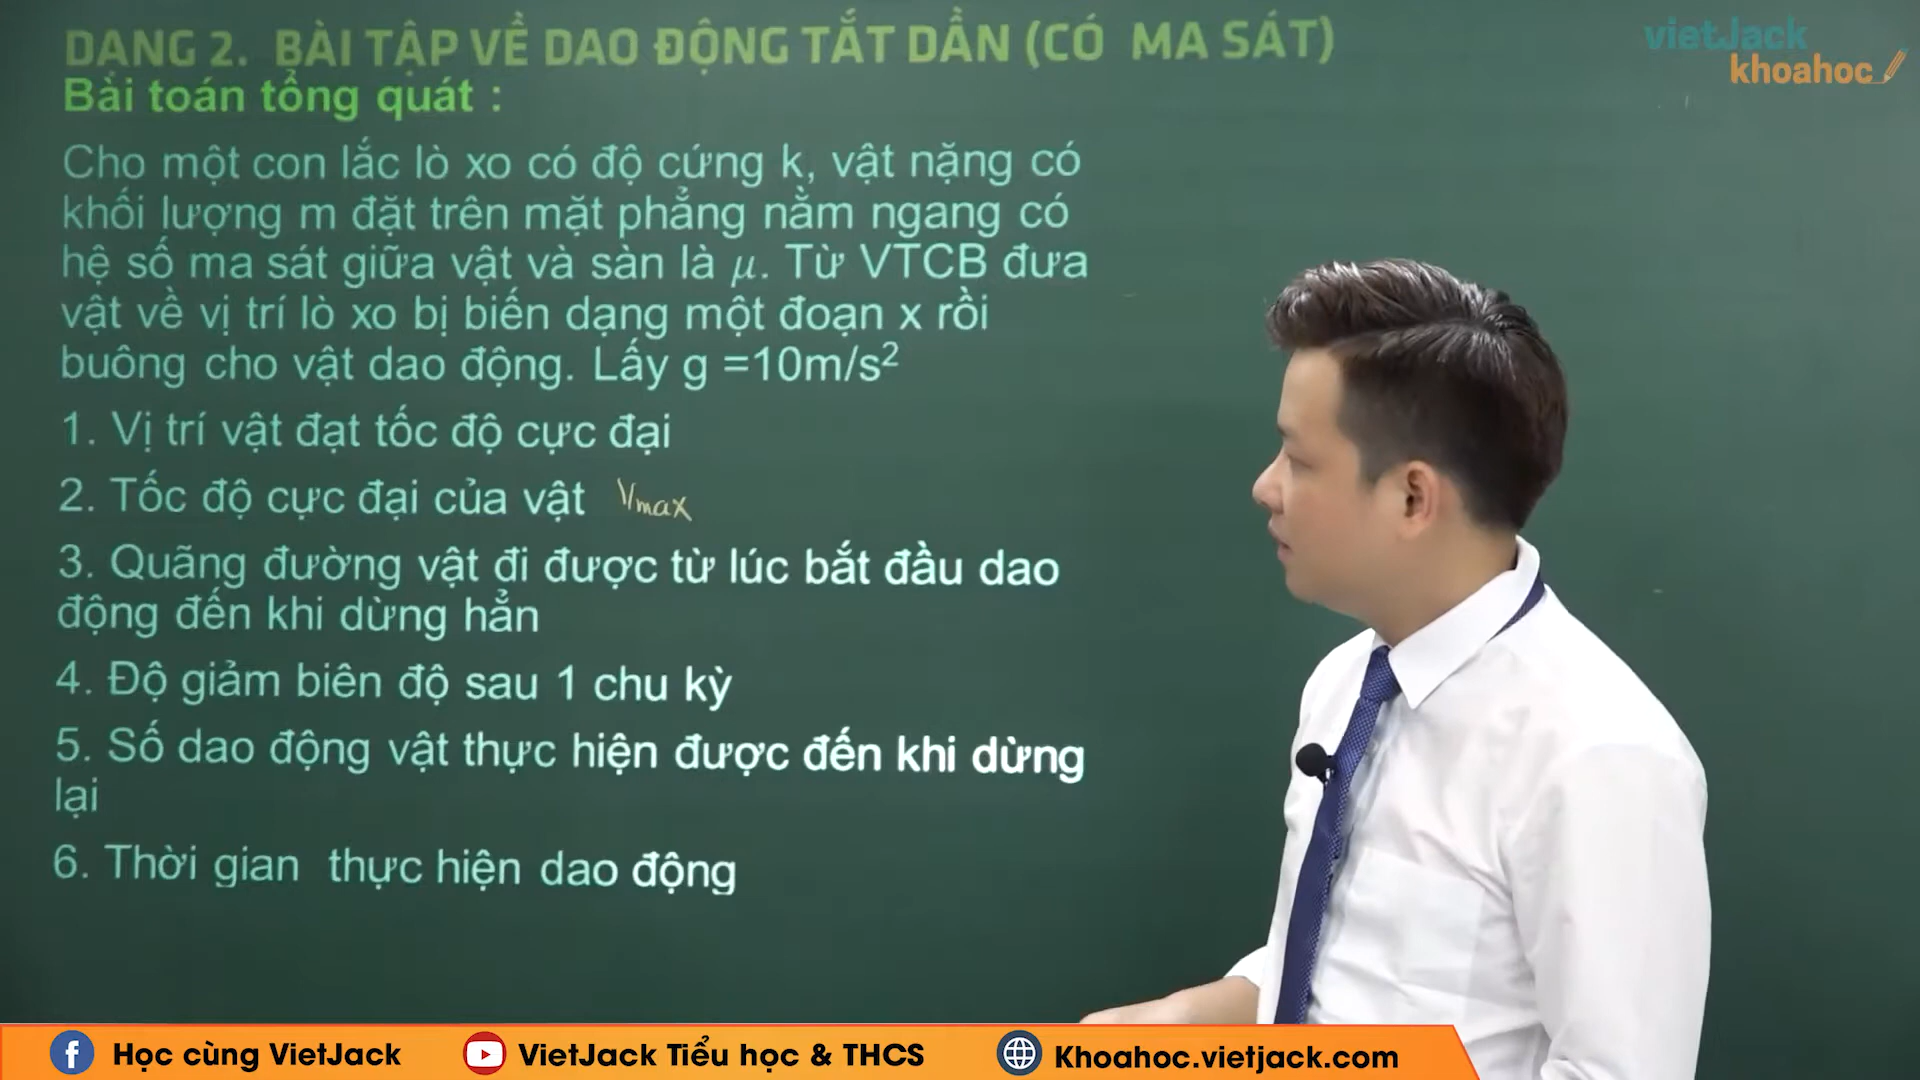 DẠNG 2. BÀI TẬP VỀ DAO ĐỘNG TẮT DẦN (CÓ MA SÁT)
vietJack
khoahoc
Bài toán tổng quát :
Cho một con lắc lò xo có độ cứng k, vật nặng có
khối lượng m đặt trên mặt phẳng nằm ngang có
hệ số ma sát giữa vật và sàn là μ. Từ VTCB đưa
vật về vị trí lò xo bị biến dạng một đoạn x rồi
buông cho vật dao động. Lấy g =10m/s²
1. Vị trí vật đạt tốc độ cực đại
2. Tốc độ cực đại của vật Vmax
3. Quãng đường vật đi được từ lúc bắt đầu dao
động đến khi dừng hẳn
4. Độ giảm biên độ sau 1 chu kỳ
5. Số dao động vật thực hiện được đến khi dừng
lại
6. Thời gian thực hiện dao động
Học cùng VietJack
VietJack Tiểu học & THCS
Khoahoc.vietjack.com